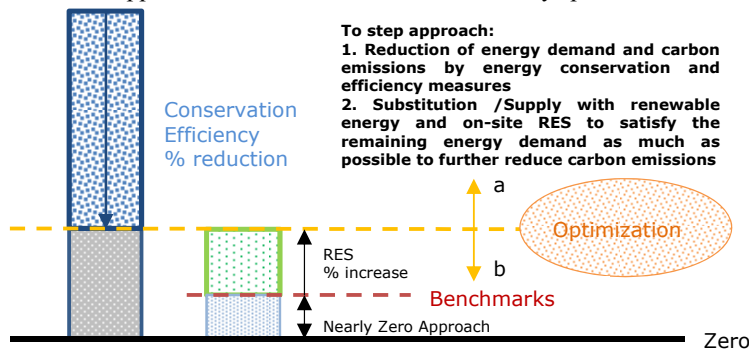 To step approach:
1. Reduction of energy demand and carbon
emissions by energy conservation and
efficiency measures
2. Substitution /Supply with renewable
energy and on-site RES to satisfy the
remaining energy demand as much as
possible to further reduce carbon emissions
Conservation
Efficiency
% reduction
a
Optimization
RES
% increase
b
Benchmarks
Nearly Zero Approach
Zero